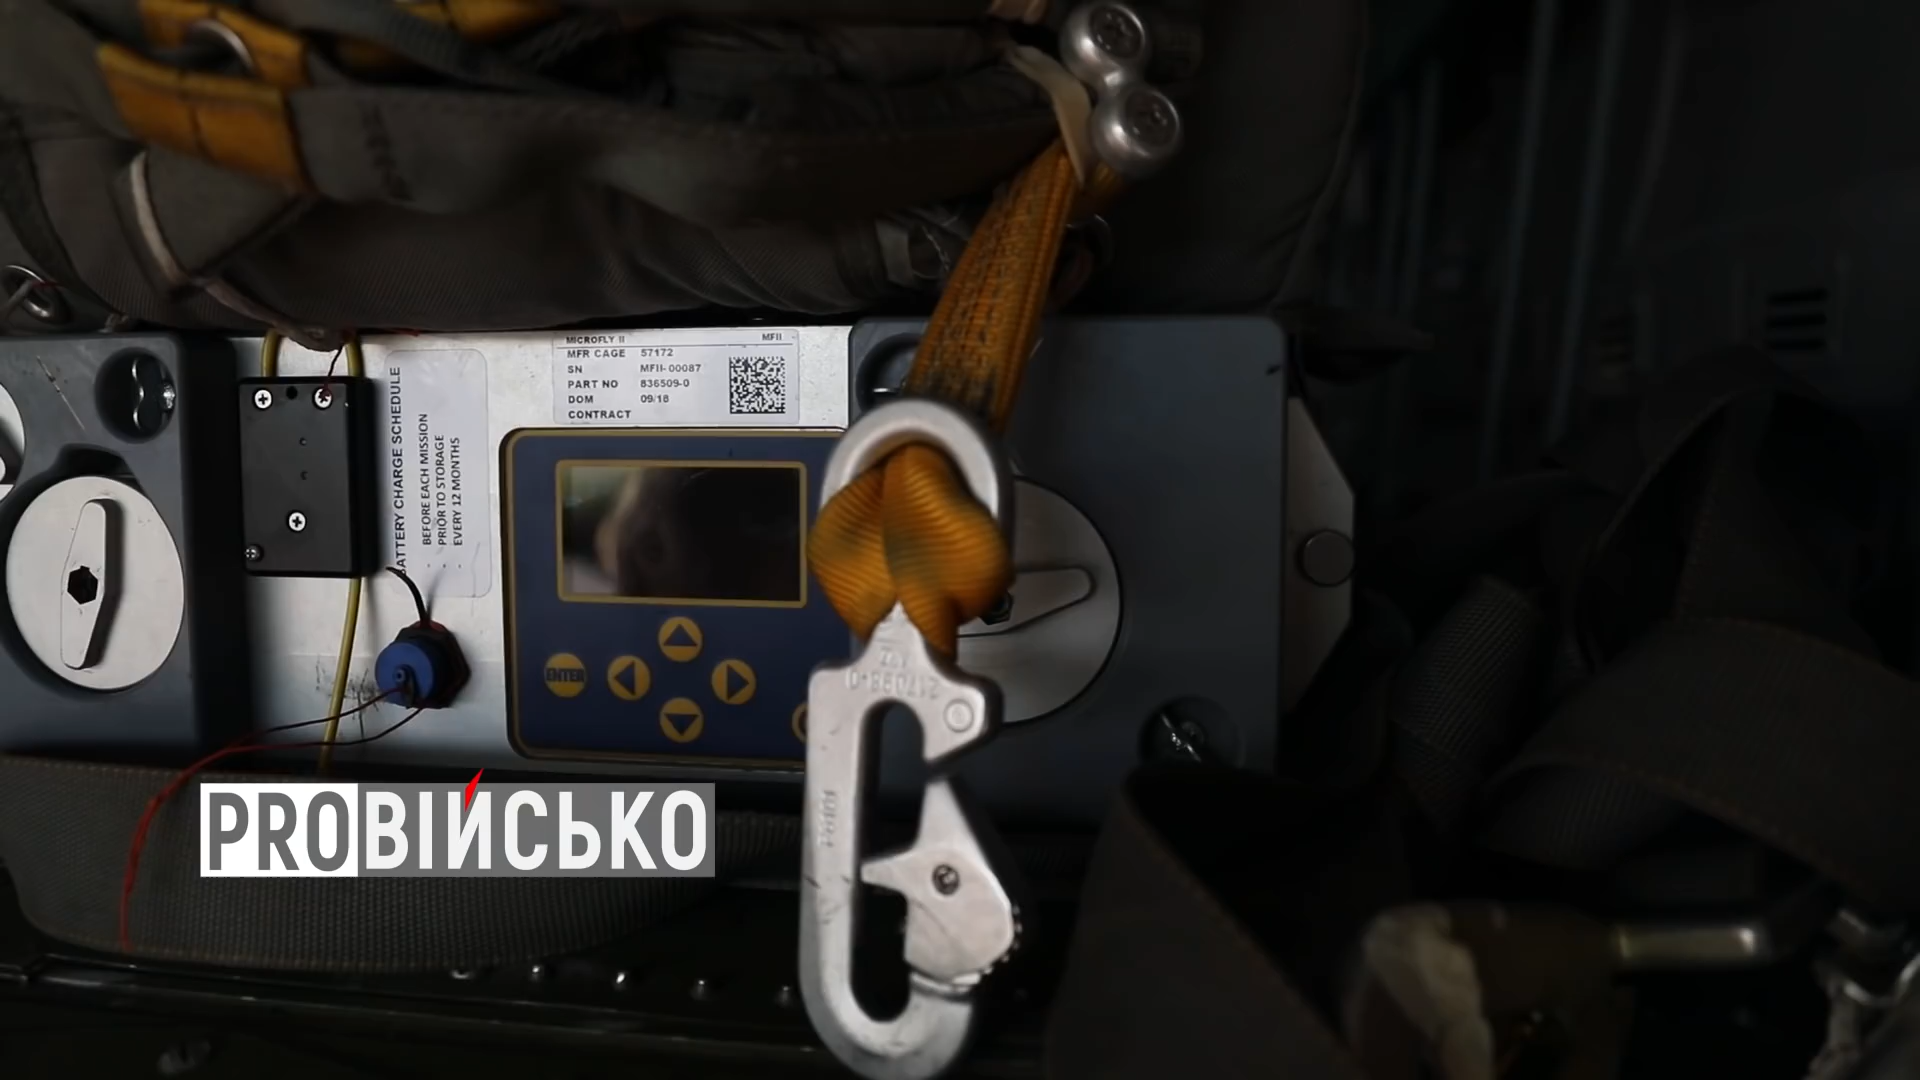 MICROFLY II MFII
MFR CAGE 57172
SN MFII-00087
PART NO 836509-0
DOM 09/18
CONTRACT
BATTERY CHARGE SCHEDULE
- BEFORE EACH MISSION
- PRIOR TO STORAGE
- EVERY 12 MONTHS
ENTER
PROВІЙСЬКО